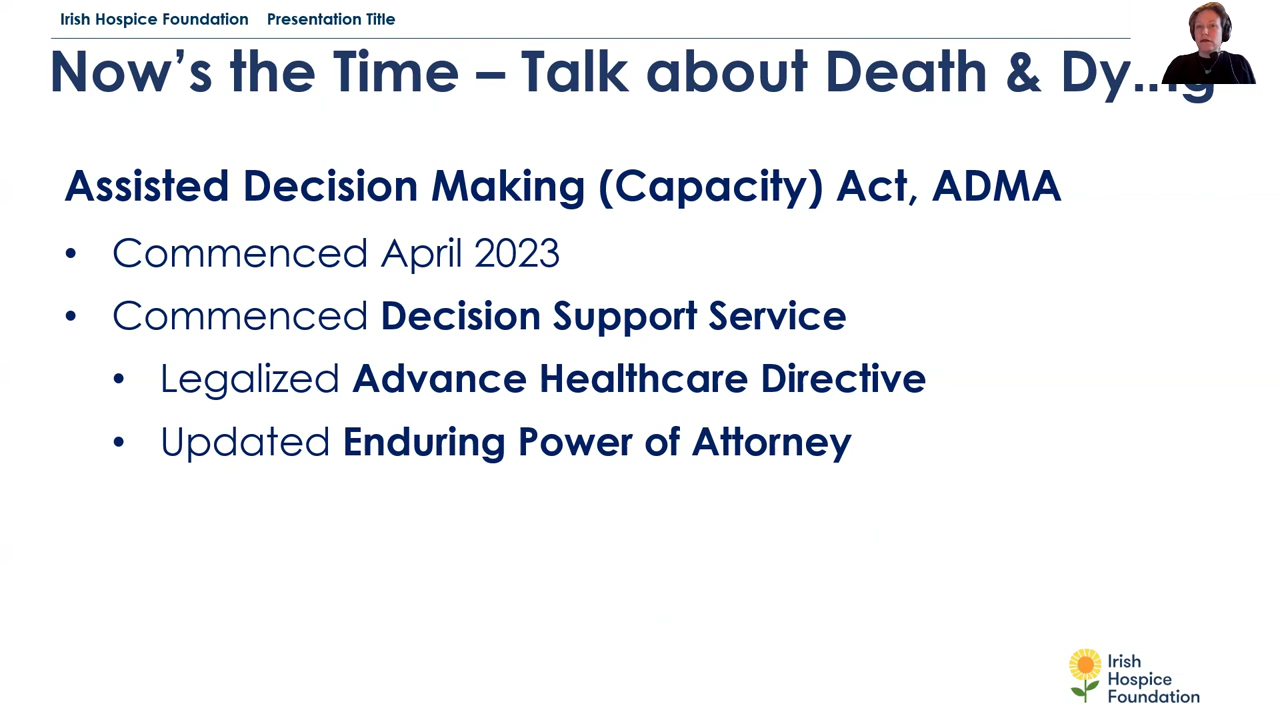 Irish Hospice Foundation Presentation Title
Now's the Time – Talk about Death & Dy
Assisted Decision Making (Capacity) Act, ADMA
• Commenced April 2023
• Commenced Decision Support Service
• Legalized Advance Healthcare Directive
• Updated Enduring Power of Attorney
Irish
Hospice
Foundation